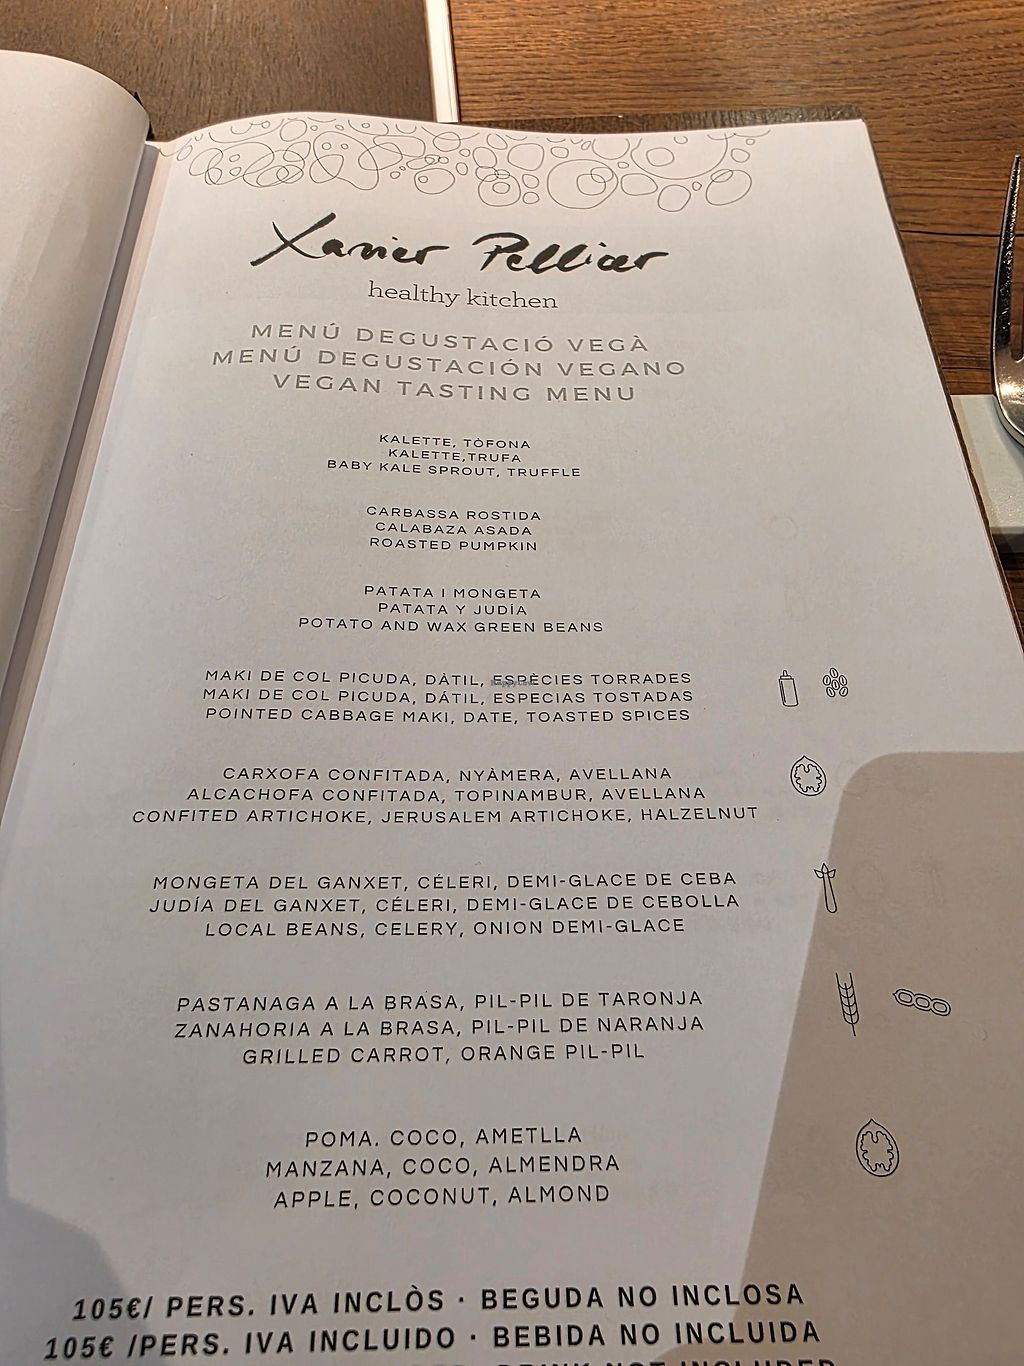 Xavier Pellicer
healthy kitchen
MENÚ DEGUSTACIÓ VEGÀ
MENÚ DEGUSTACIÓN VEGANO
VEGAN TASTING MENU
KALETTE, TÒFONA
KALETTE,TRUFA
BABY KALE SPROUT, TRUFFLE
CARBASSA ROSTIDA
CALABAZA ASADA
ROASTED PUMPKIN
PATATA I MONGETA
PATATA Y JUDÍA
POTATO AND WAX GREEN BEANS
MAKI DE COL PICUDA, DÀTIL, ESPÈCIES TORRADES
MAKI DE COL PICUDA, DÁTIL, ESPECIAS TOSTADAS
POINTED CABBAGE MAKI, DATE, TOASTED SPICES
CARXOFA CONFITADA, NYÀMERA, AVELLANA
ALCACHOFA CONFITADA, TOPINAMBUR, AVELLANA
CONFITED ARTICHOKE, JERUSALEM ARTICHOKE, HALZELNUT
MONGETA DEL GANXET, CÉLERI, DEMI-GLACE DE CEBA
JUDÍA DEL GANXET, CÉLERI, DEMI-GLACE DE CEBOLLA
LOCAL BEANS, CELERY, ONION DEMI-GLACE
PASTANAGA A LA BRASA, PIL-PIL DE TARONJA
ZANAHORIA A LA BRASA, PIL-PIL DE NARANJA
GRILLED CARROT, ORANGE PIL-PIL
POMA. COCO, AMETLLA
MANZANA, COCO, ALMENDRA
APPLE, COCONUT, ALMOND
105€/ PERS. IVA INCLÒS · BEGUDA NO INCLOSA
105€ /PERS. IVA INCLUIDO · BEBIDA NO INCLUIDA
DRINK NOT INCLUDED